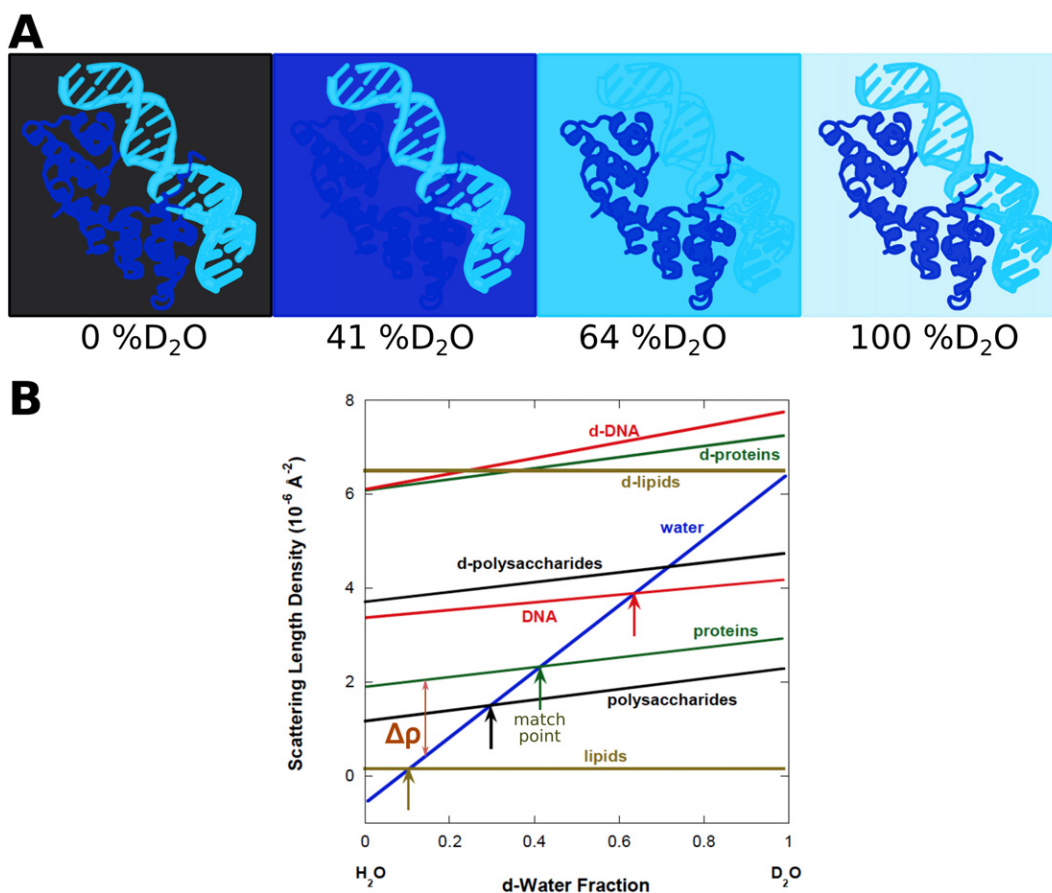 A
0 %D₂O
41 %D₂O
64 %D₂O
100 %D₂O
B
Scattering Length Density (10⁻⁶ Å⁻²)
8
6
4
2
0
d-DNA
d-proteins
d-lipids
water
d-polysaccharides
DNA
proteins
polysaccharides
match
point
Δρ
lipids
0
0.2
0.4
0.6
0.8
1
H₂O
d-Water Fraction
D₂O